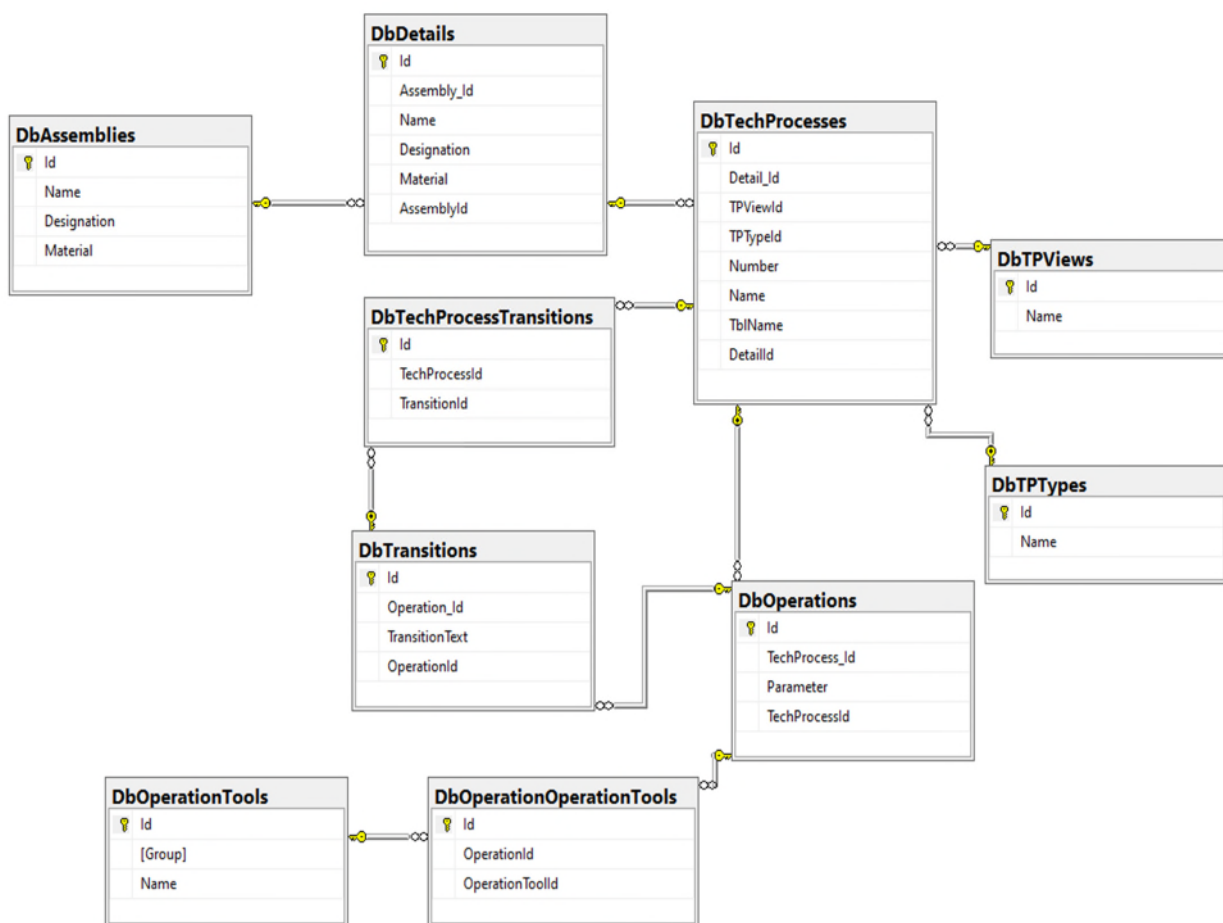 DbDetails
Id
Assembly_Id
Name
Designation
Material
AssemblyId
DbAssemblies
Id
Name
Designation
Material
DbTechProcesses
Id
Detail_Id
TPViewId
TPTypeId
Number
Name
TblName
DetailId
DbTPViews
Id
Name
DbTechProcessTransitions
Id
TechProcessId
TransitionId
DbTPTypes
Id
Name
DbTransitions
Id
Operation_Id
TransitionText
OperationId
DbOperations
Id
TechProcess_Id
Parameter
TechProcessId
DbOperationTools
Id
[Group]
Name
DbOperationOperationTools
Id
OperationId
OperationToolId